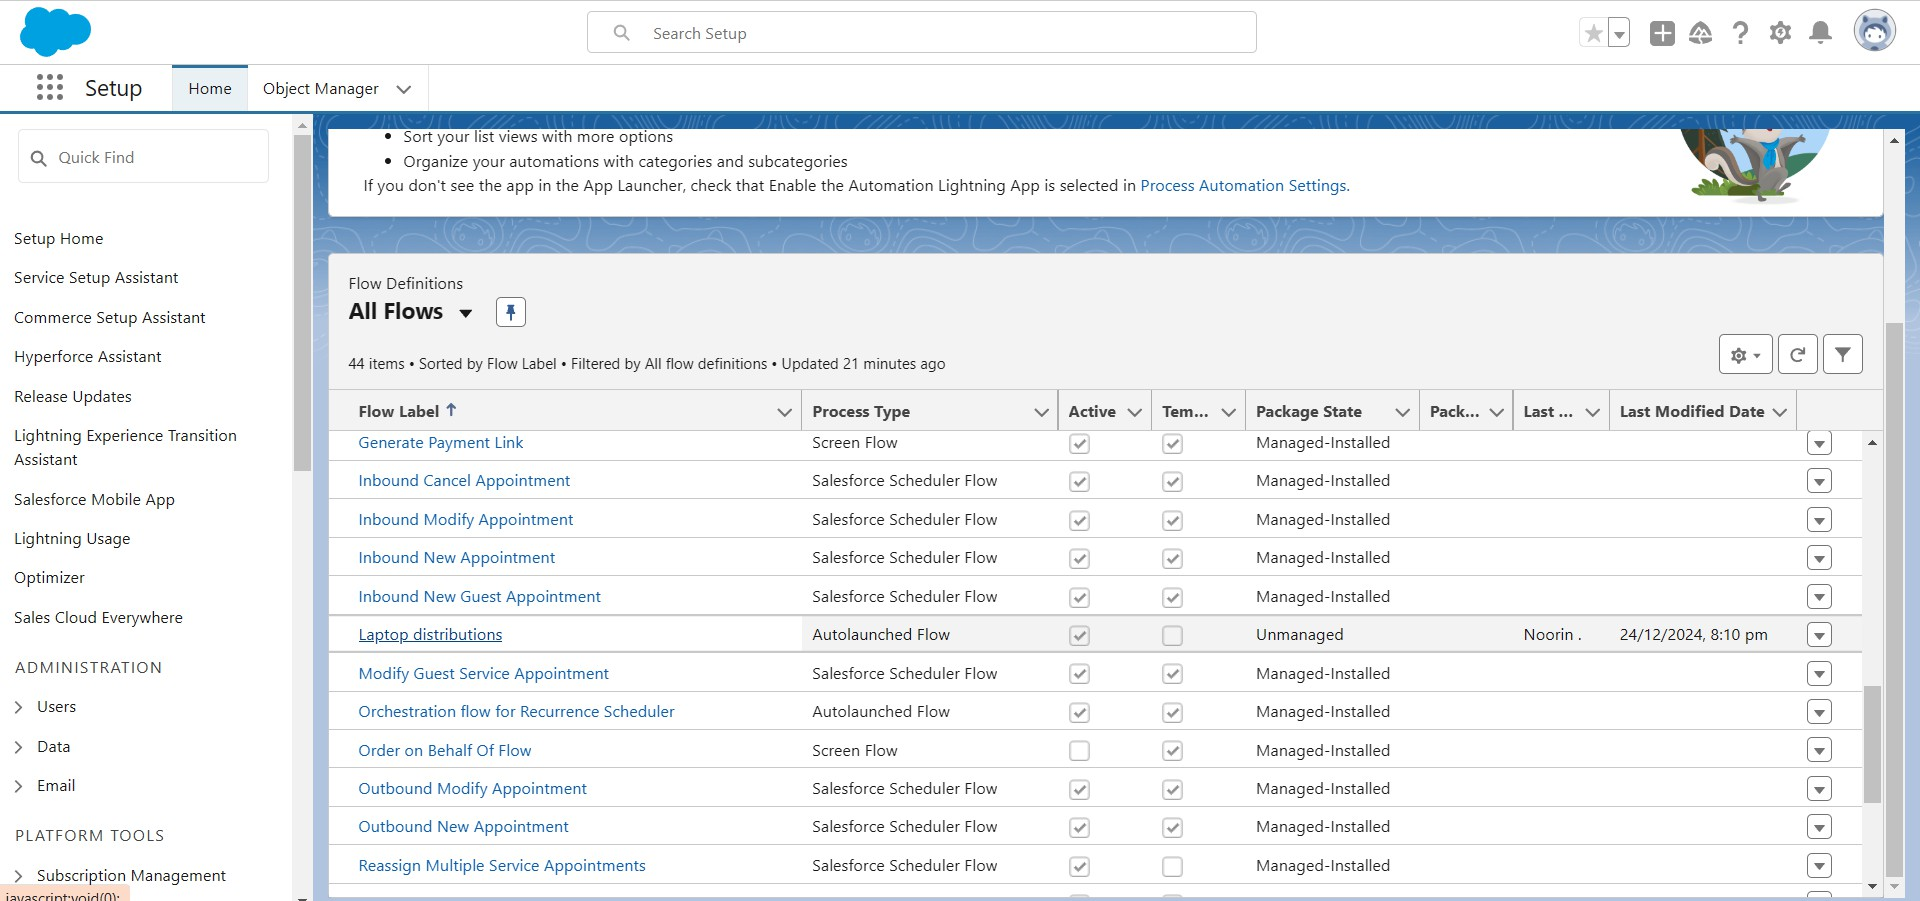 Search Setup
Setup
Home
Object Manager
Quick Find
Setup Home
Service Setup Assistant
Commerce Setup Assistant
Hyperforce Assistant
Release Updates
Lightning Experience Transition
Assistant
Salesforce Mobile App
Lightning Usage
Optimizer
Sales Cloud Everywhere
ADMINISTRATION
Users
Data
Email
PLATFORM TOOLS
Subscription Management
javascript:void(0);
Sort your list views with more options
Organize your automations with categories and subcategories
If you don't see the app in the App Launcher, check that Enable the Automation Lightning App is selected in Process Automation Settings.
Flow Definitions
All Flows
44 items • Sorted by Flow Label • Filtered by All flow definitions • Updated 21 minutes ago
Flow Label Process Type Active Tem... Package State Pack... Last ... Last Modified Date
Generate Payment Link Screen Flow Managed-Installed
Inbound Cancel Appointment Salesforce Scheduler Flow Managed-Installed
Inbound Modify Appointment Salesforce Scheduler Flow Managed-Installed
Inbound New Appointment Salesforce Scheduler Flow Managed-Installed
Inbound New Guest Appointment Salesforce Scheduler Flow Managed-Installed
Laptop distributions Autolaunched Flow Unmanaged Noorin . 24/12/2024, 8:10 pm
Modify Guest Service Appointment Salesforce Scheduler Flow Managed-Installed
Orchestration flow for Recurrence Scheduler Autolaunched Flow Managed-Installed
Order on Behalf Of Flow Screen Flow Managed-Installed
Outbound Modify Appointment Salesforce Scheduler Flow Managed-Installed
Outbound New Appointment Salesforce Scheduler Flow Managed-Installed
Reassign Multiple Service Appointments Salesforce Scheduler Flow Managed-Installed